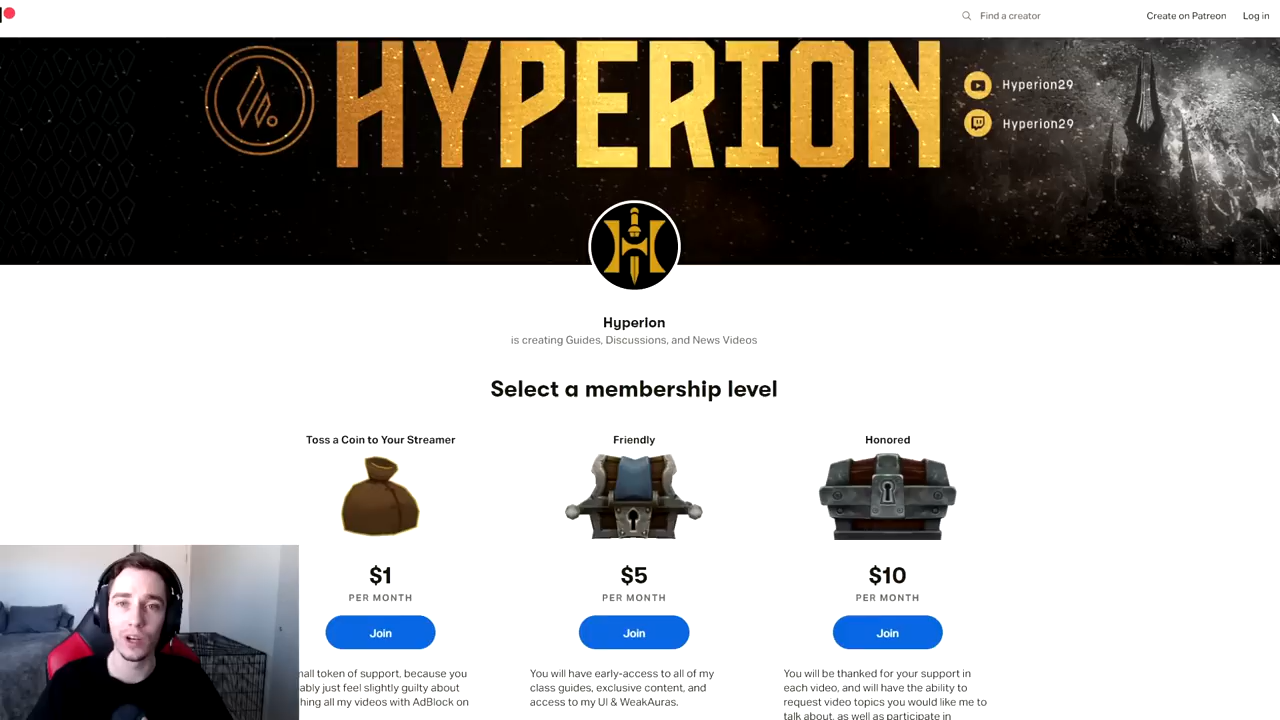 Find a creator
Create on Patreon
Log in
HYPERION
Hyperion29
Hyperion29
Hyperion
is creating Guides, Discussions, and News Videos
Select a membership level
Toss a Coin to Your Streamer
Friendly
Honored
$1
PER MONTH
Join
$5
PER MONTH
Join
$10
PER MONTH
Join
token of support, because you
just feel slightly guilty about
all my videos with AdBlock on
You will have early-access to all of my
class guides, exclusive content, and
access to my UI & WeakAuras.
You will be thanked for your support in
each video, and will have the ability to
request video topics you would like me to
talk about, as well as participate in